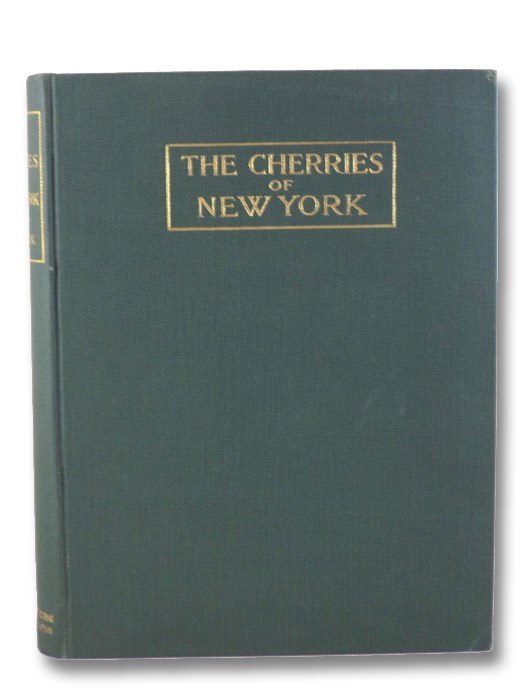 THE CHERRIES
OF
NEW YORK